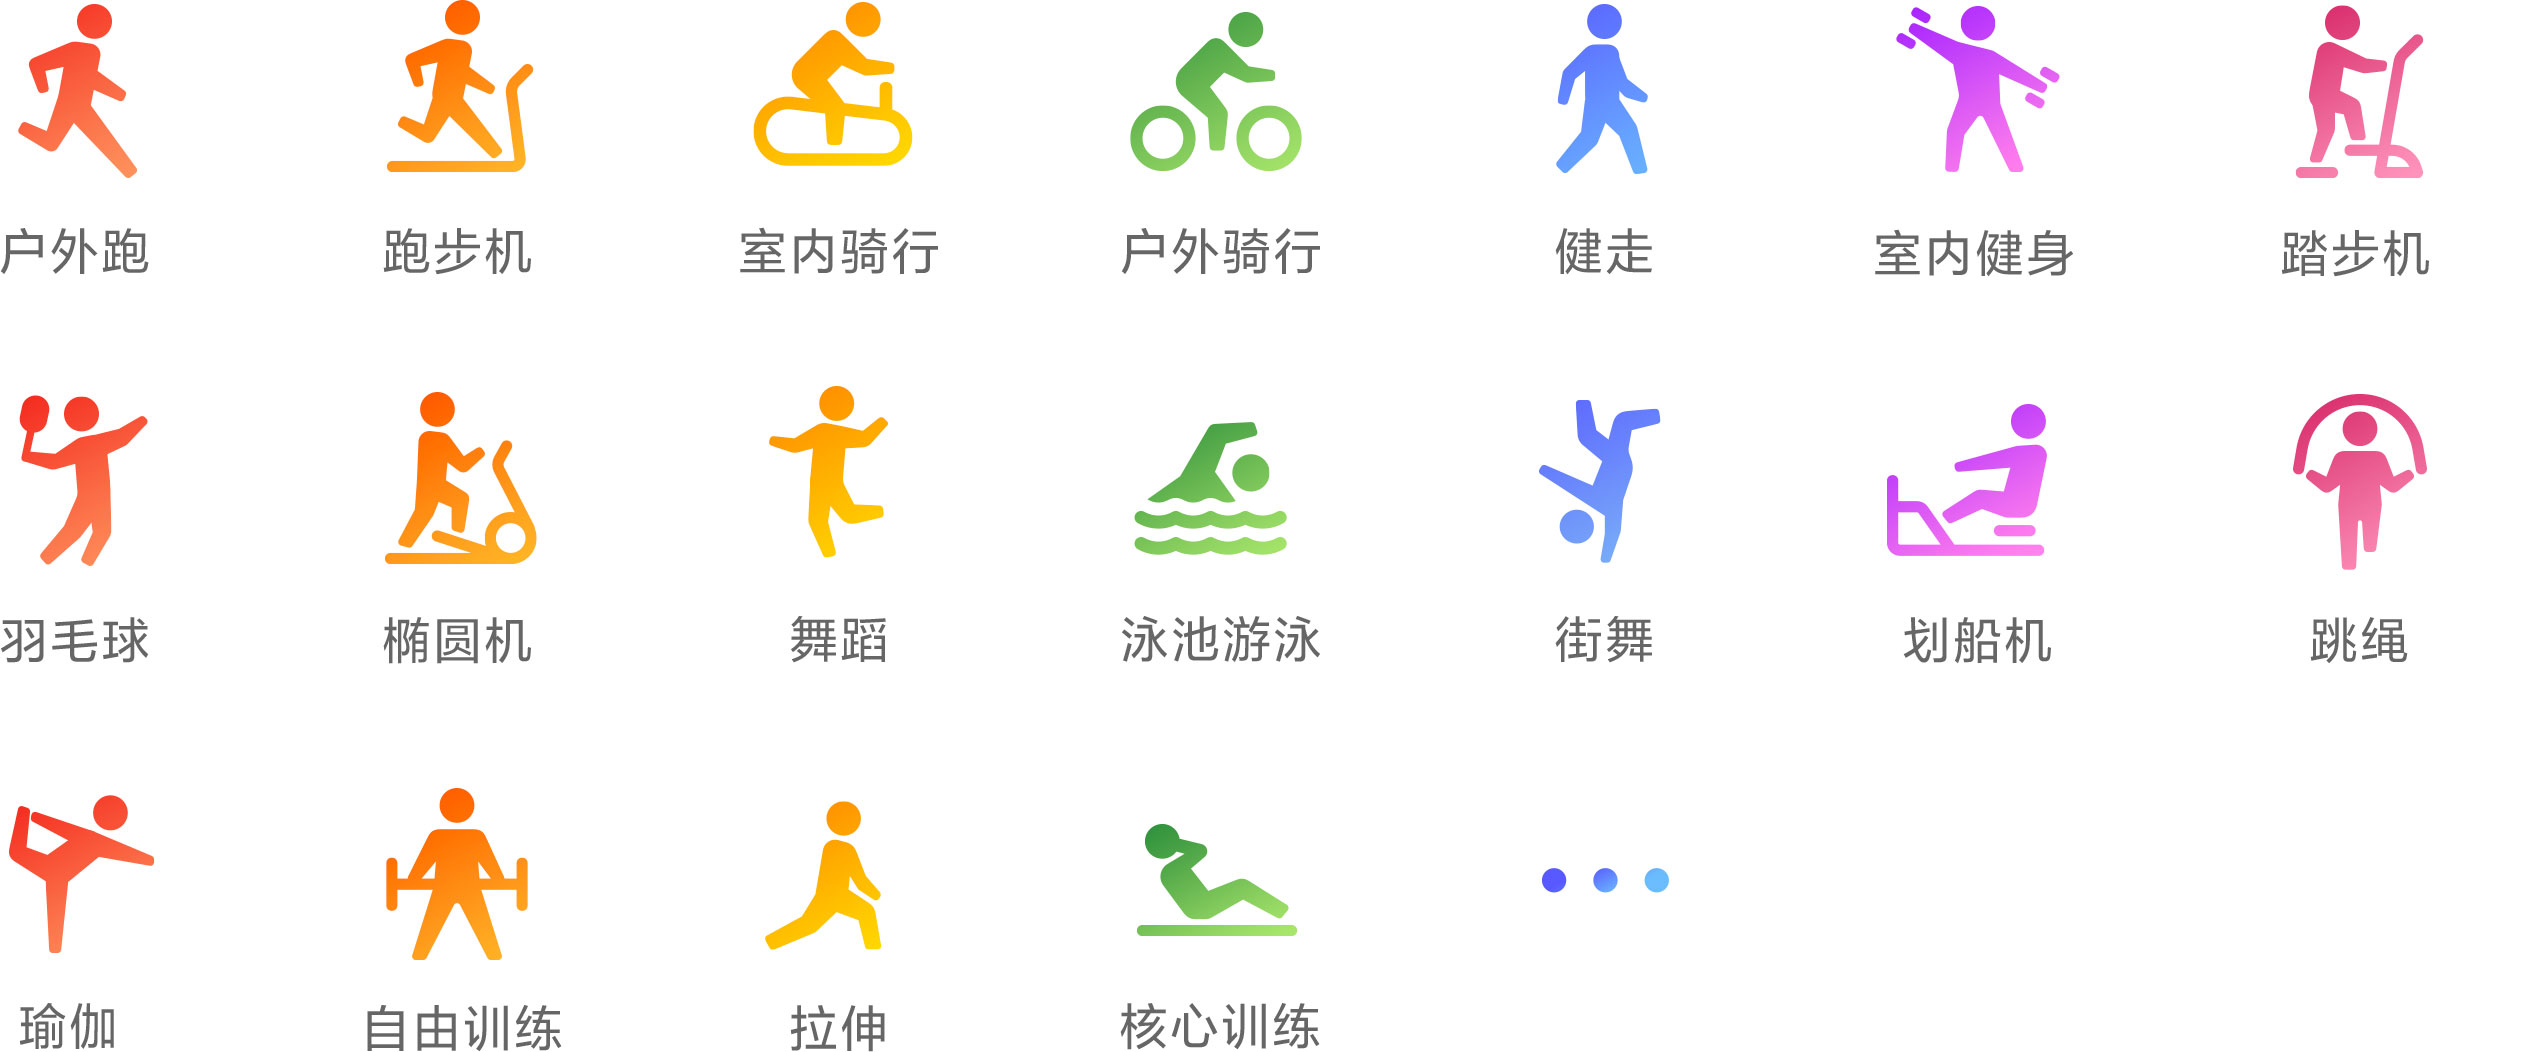 户外跑
跑步机
室内骑行
户外骑行
健走
室内健身
踏步机
羽毛球
椭圆机
舞蹈
泳池游泳
街舞
划船机
跳绳
瑜伽
自由训练
拉伸
核心训练